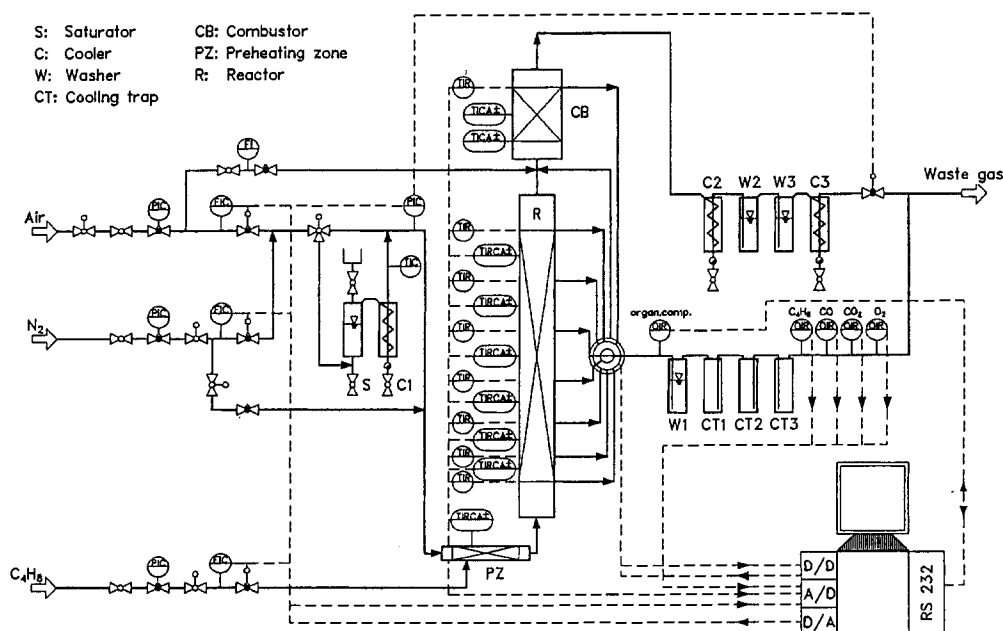 S: Saturator
C: Cooler
W: Washer
CT: Cooling trap
CB: Combustor
PZ: Preheating zone
R: Reactor
TIR
CB
TICA±
TICA±
FI
Waste gas
C2 W2 W3 C3
Air
PIC
FIC
PIC
R
TIR
TIRCA±
TIC
TIR
TIRCA±
N₂
PIC
FIC
TIR
TIRCA±
organ.comp.
QIR
C₄H₈ CO CO₂ O₂
QIR QIR QIR QIR
S C1
TIR
TIRCA±
W1 CT1 CT2 CT3
TIR
TIRCA±
TIR
TIRCA±
TIR
TIRCA±
PZ
C₄H₈
PIC
FIC
D/D
A/D
D/A
RS 232